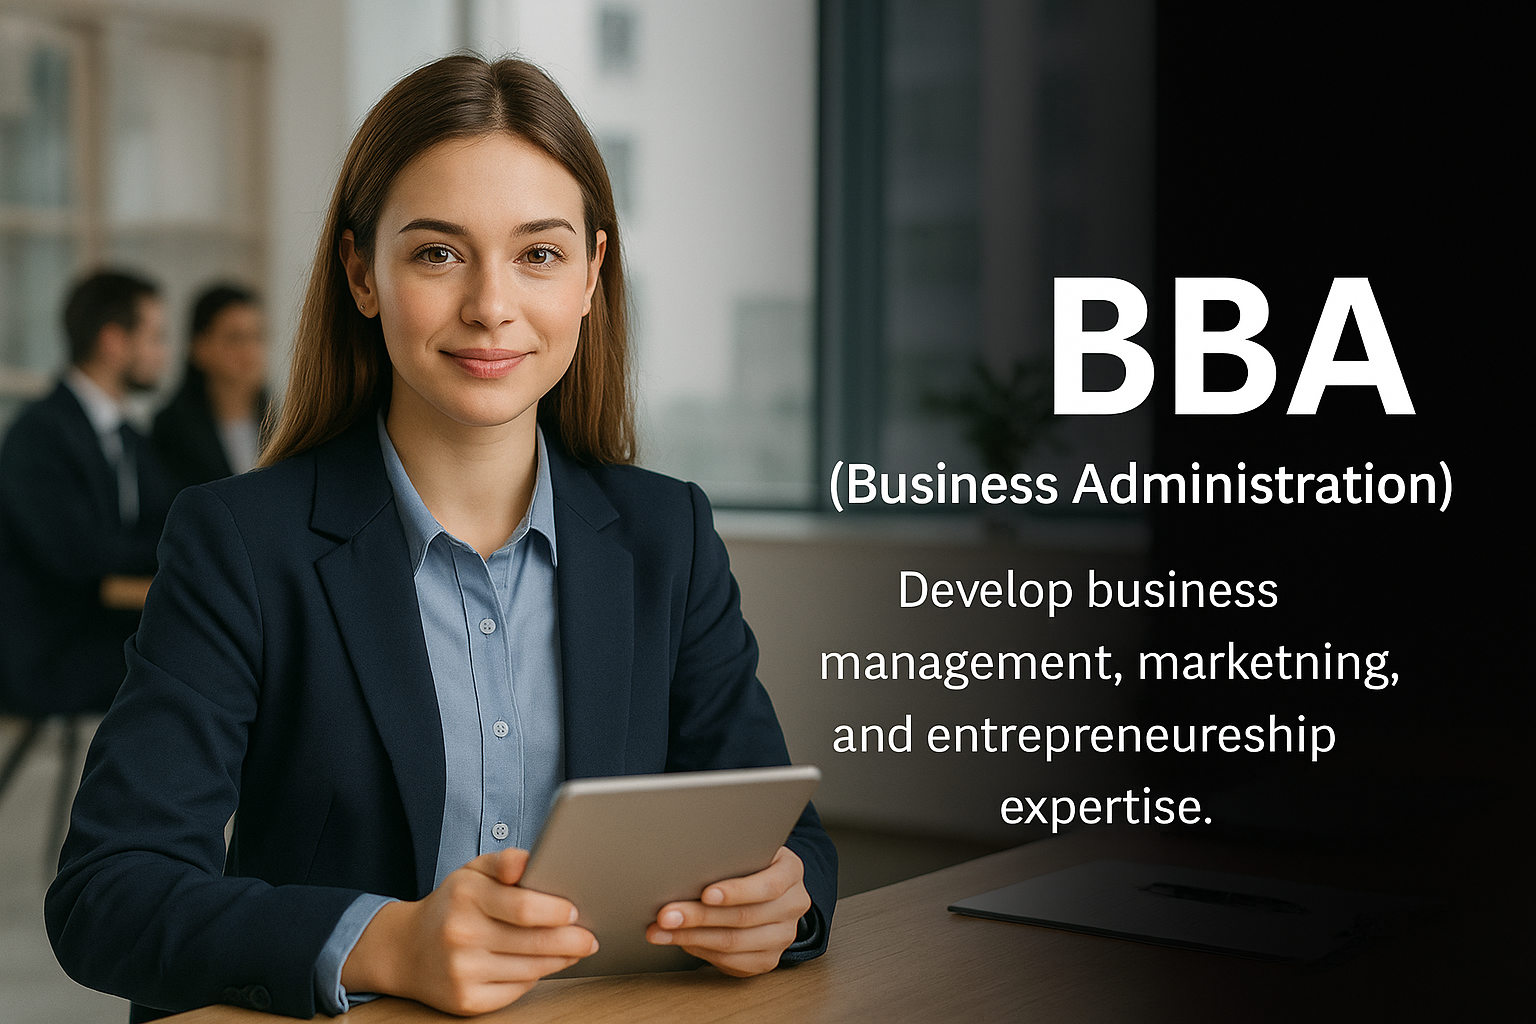 BBA
(Business Administration)
Develop business
management, marketning,
and entrepreneureship
expertise.